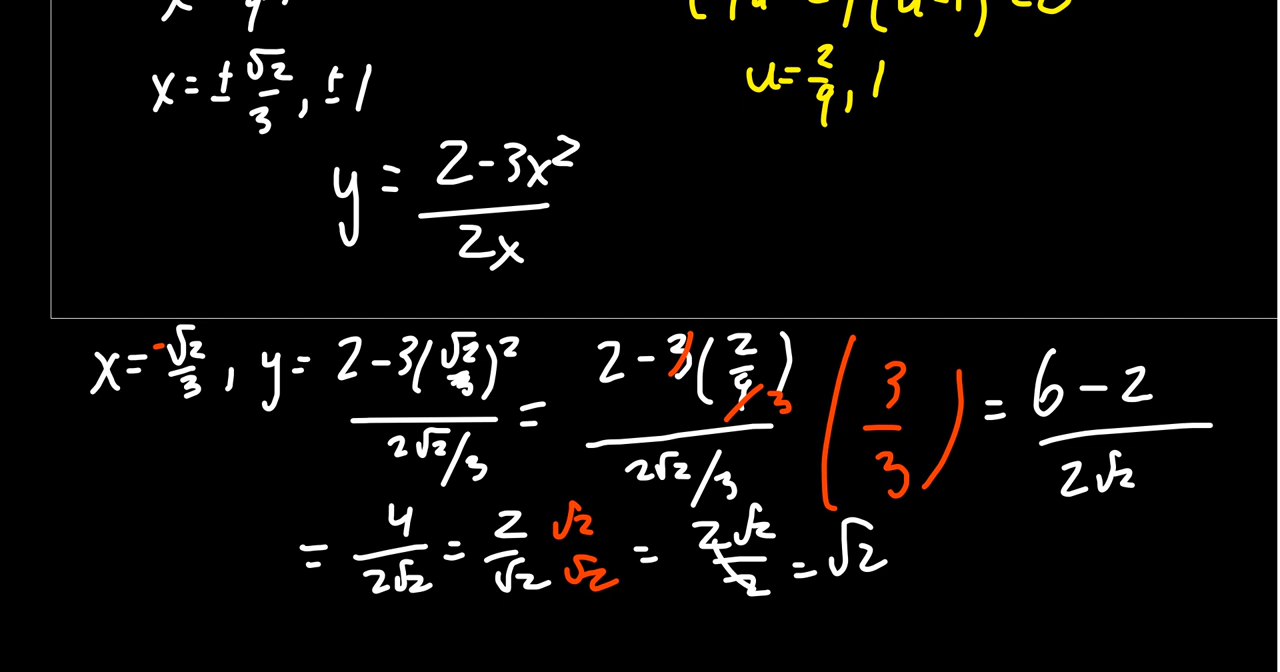 x = ± √2/3, ± 1
u = 2/9, 1
y = (2 - 3x²)/(2x)
x = -√2/3, y = (2 - 3(√2/3)²)/(2√2/3) = (2 - 3(2/9) 3)/(2√2/3) (3/3) = (6 - 2)/(2√2)
= 4/(2√2) = 2/√2 √2/√2 = 2√2/2 = √2